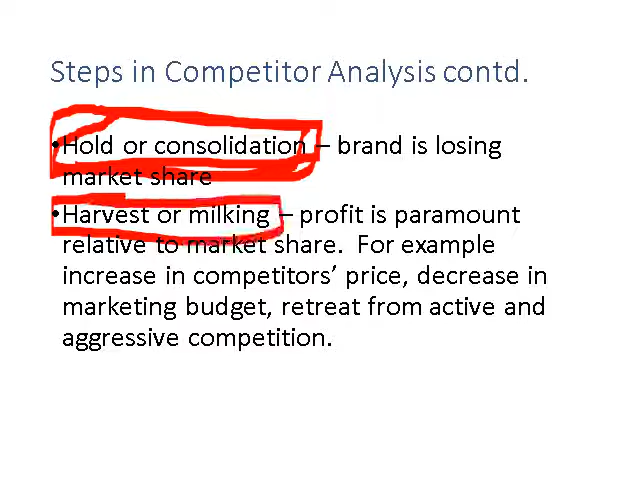 Steps in Competitor Analysis contd.
•Hold or consolidation – brand is losing
market share
•Harvest or milking – profit is paramount
relative to market share.  For example
increase in competitors’ price, decrease in
marketing budget, retreat from active and
aggressive competition.